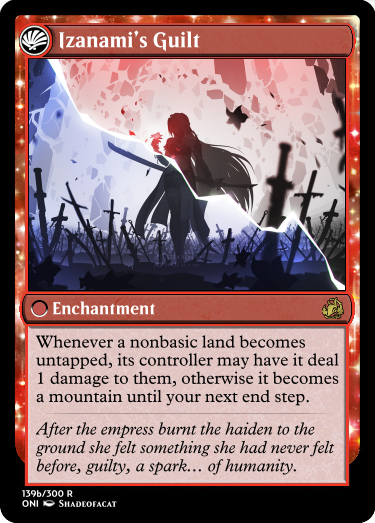 Izanami's Guilt
Enchantment
Whenever a nonbasic land becomes
untapped, its controller may have it deal
1 damage to them, otherwise it becomes
a mountain until your next end step.
After the empress burnt the haiden to the
ground she felt something she had never felt
before, guilty, a spark... of humanity.
139b/300 R
ONI Shadeofacat